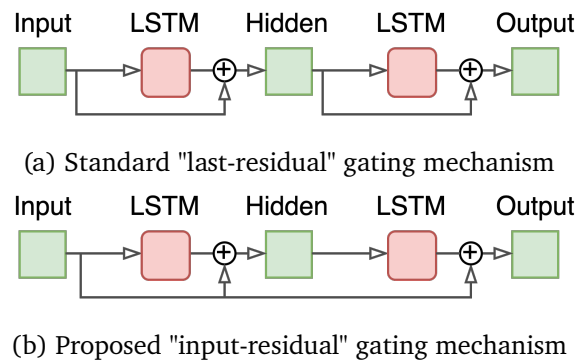 Input LSTM Hidden LSTM Output
(a) Standard "last-residual" gating mechanism
Input LSTM Hidden LSTM Output
(b) Proposed "input-residual" gating mechanism